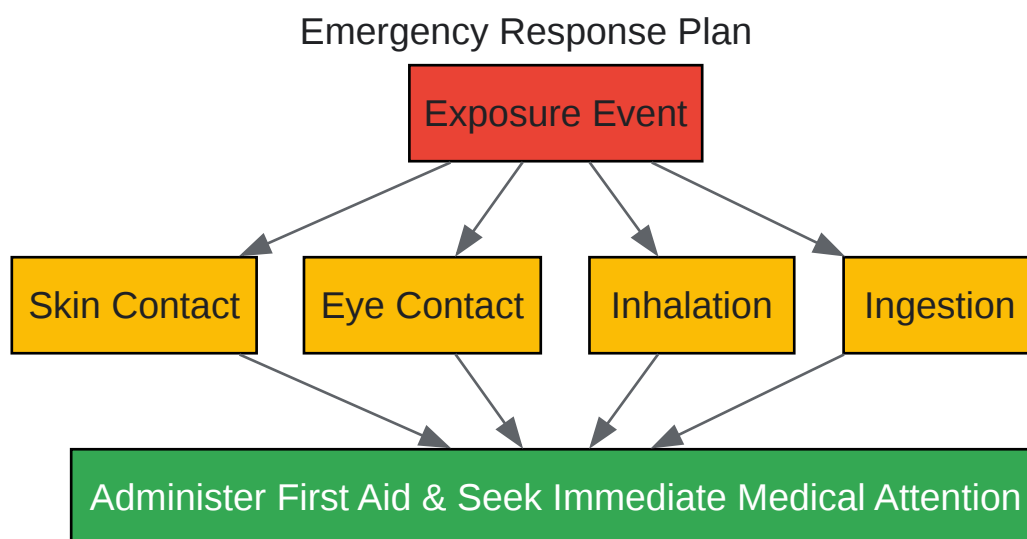 Emergency Response Plan
Exposure Event
Skin Contact
Eye Contact
Inhalation
Ingestion
Administer First Aid & Seek Immediate Medical Attention